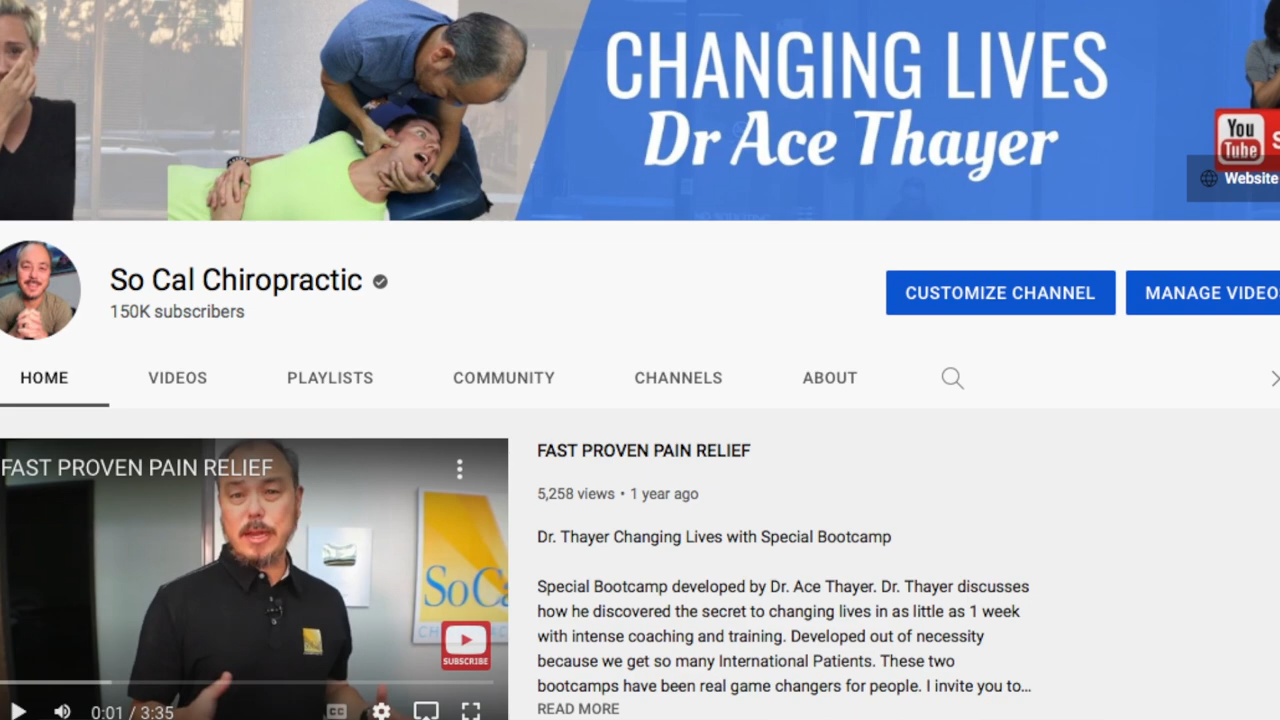 CHANGING LIVES
Dr Ace Thayer
You
Tube
Website
So Cal Chiropractic
150K subscribers
CUSTOMIZE CHANNEL
MANAGE VIDEO
HOME
VIDEOS
PLAYLISTS
COMMUNITY
CHANNELS
ABOUT
FAST PROVEN PAIN RELIEF
SoCa
SUBSCRIBE
0:01 / 3:35
CC
FAST PROVEN PAIN RELIEF
5,258 views • 1 year ago
Dr. Thayer Changing Lives with Special Bootcamp
Special Bootcamp developed by Dr. Ace Thayer. Dr. Thayer discusses
how he discovered the secret to changing lives in as little as 1 week
with intense coaching and training. Developed out of necessity
because we get so many International Patients. These two
bootcamps have been real game changers for people. I invite you to...
READ MORE